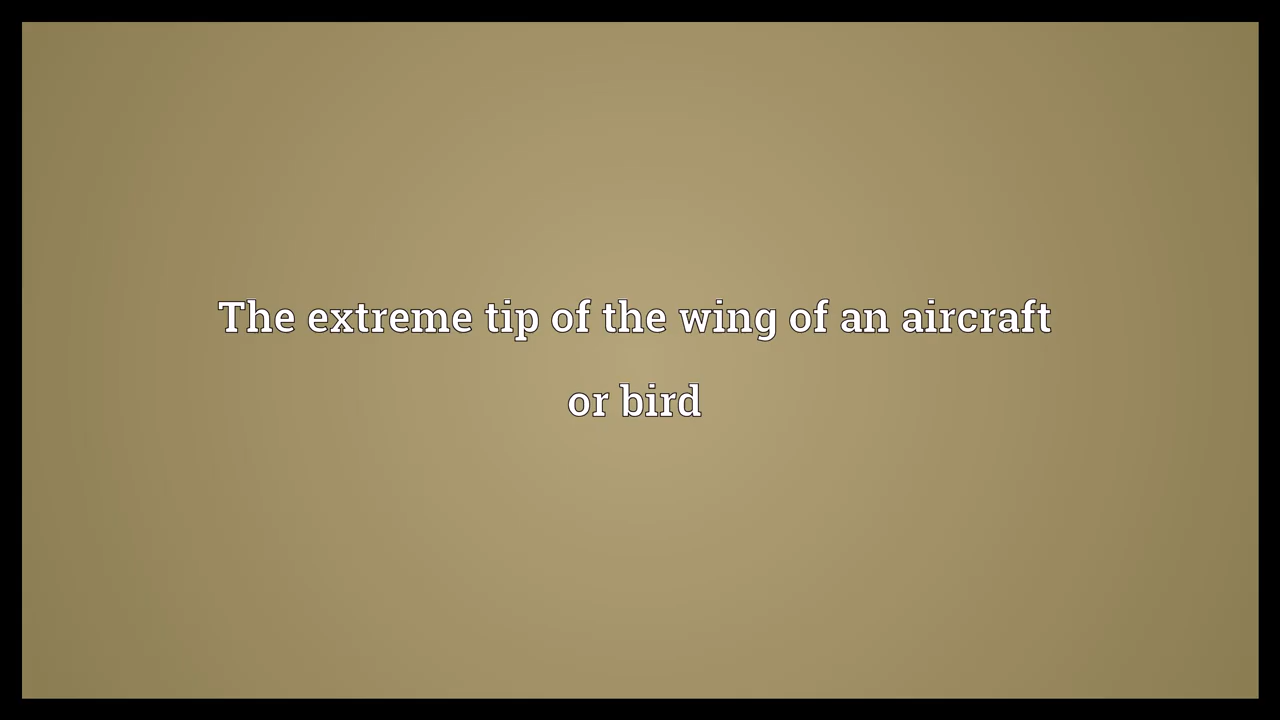 The extreme tip of the wing of an aircraft
or bird